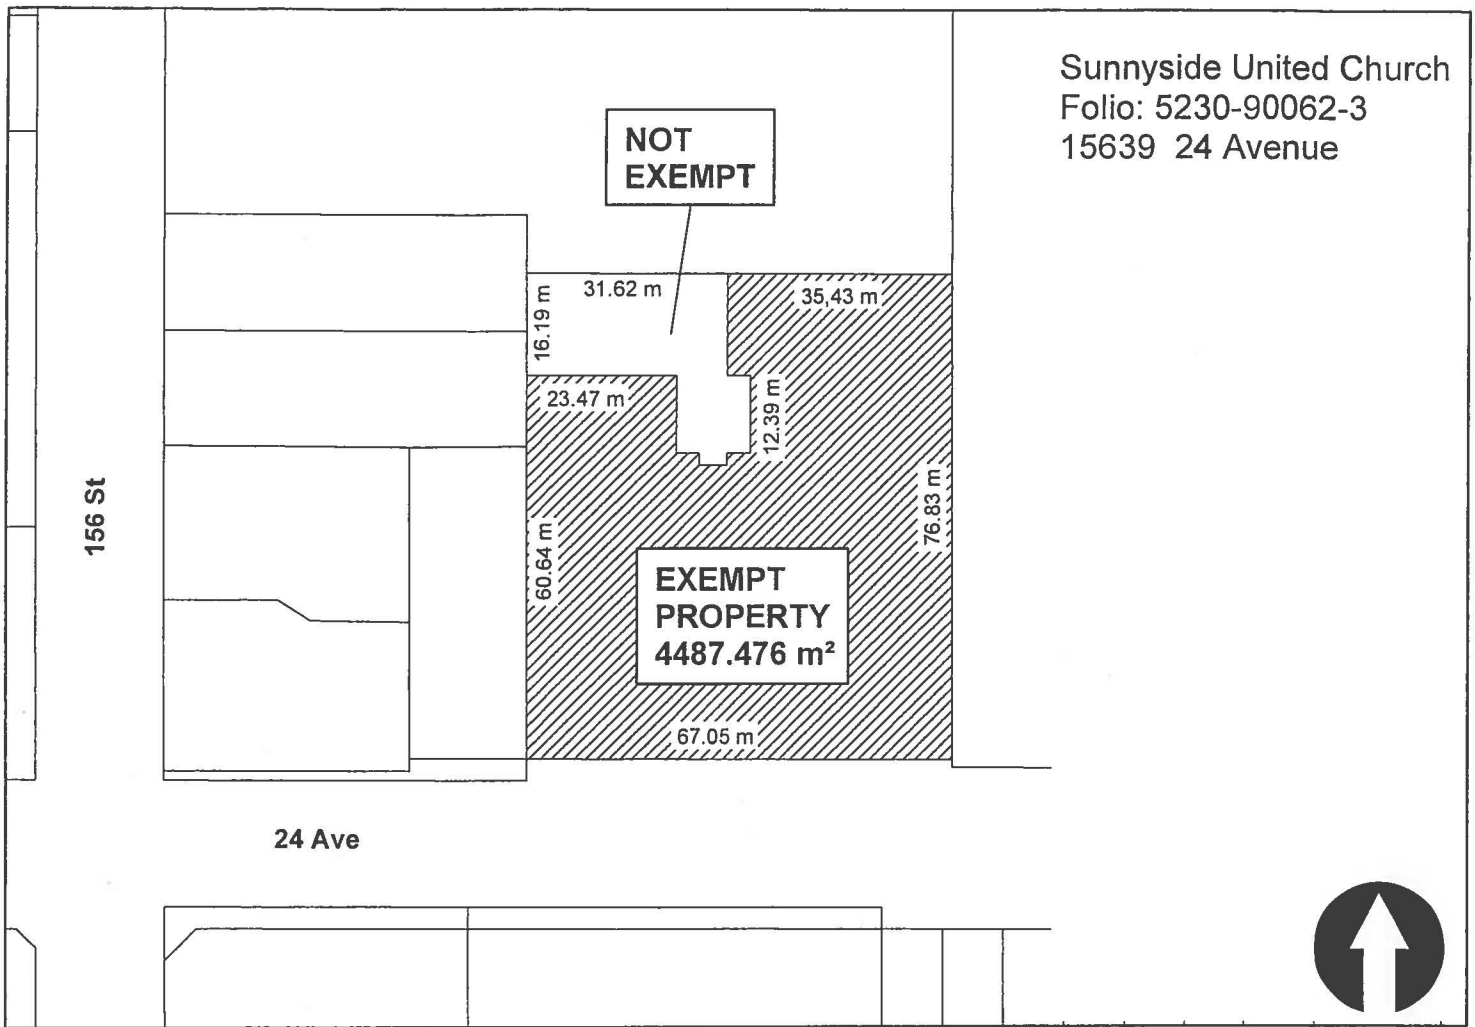 Sunnyside United Church
Folio: 5230-90062-3
15639 24 Avenue
NOT
EXEMPT
31.62 m
35,43 m
16.19 m
23.47 m
12.39 m
76.83 m
60.64 m
156 St
EXEMPT
PROPERTY
4487.476 m²
67.05 m
24 Ave